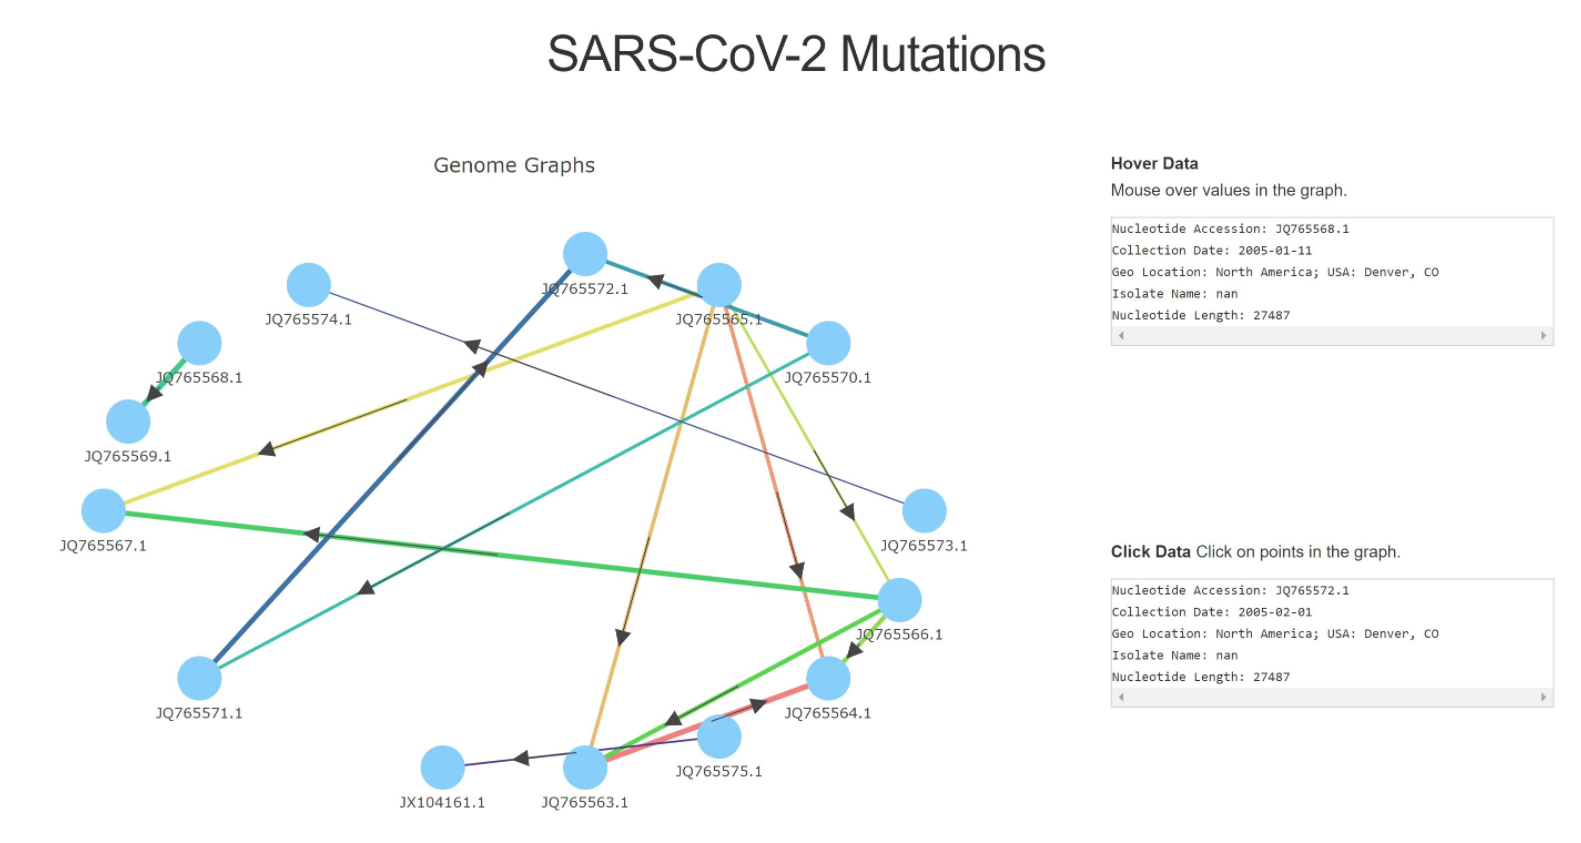 SARS-CoV-2 Mutations
Genome Graphs
JQ765572.1
JQ765574.1
JQ765565.1
JQ765568.1
JQ765570.1
JQ765569.1
JQ765567.1
JQ765573.1
JQ765566.1
JQ765571.1
JQ765564.1
JQ765575.1
JX104161.1
JQ765563.1
Hover Data
Mouse over values in the graph.
Nucleotide Accession: JQ765568.1
Collection Date: 2005-01-11
Geo Location: North America; USA: Denver, CO
Isolate Name: nan
Nucleotide Length: 27487
Click Data Click on points in the graph.
Nucleotide Accession: JQ765572.1
Collection Date: 2005-02-01
Geo Location: North America; USA: Denver, CO
Isolate Name: nan
Nucleotide Length: 27487